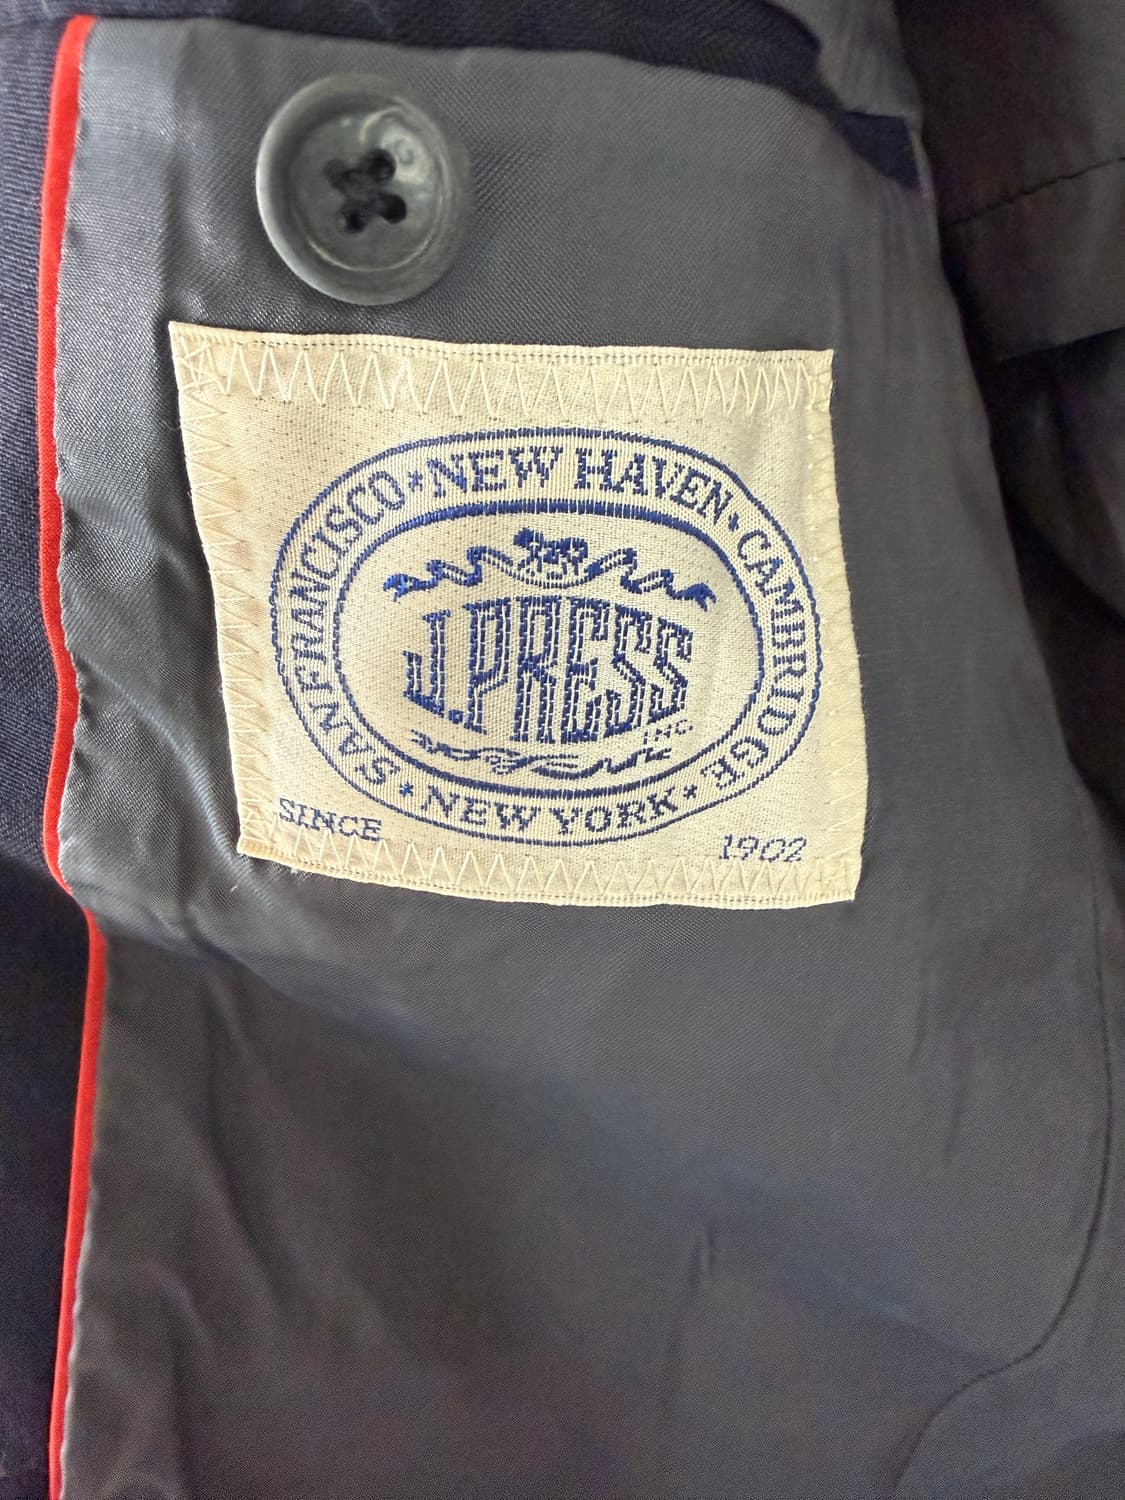 SAN FRANCISCO * NEW HAVEN * CAMBRIDGE * NEW YORK *
J. PRESS
INC
SINCE 1902